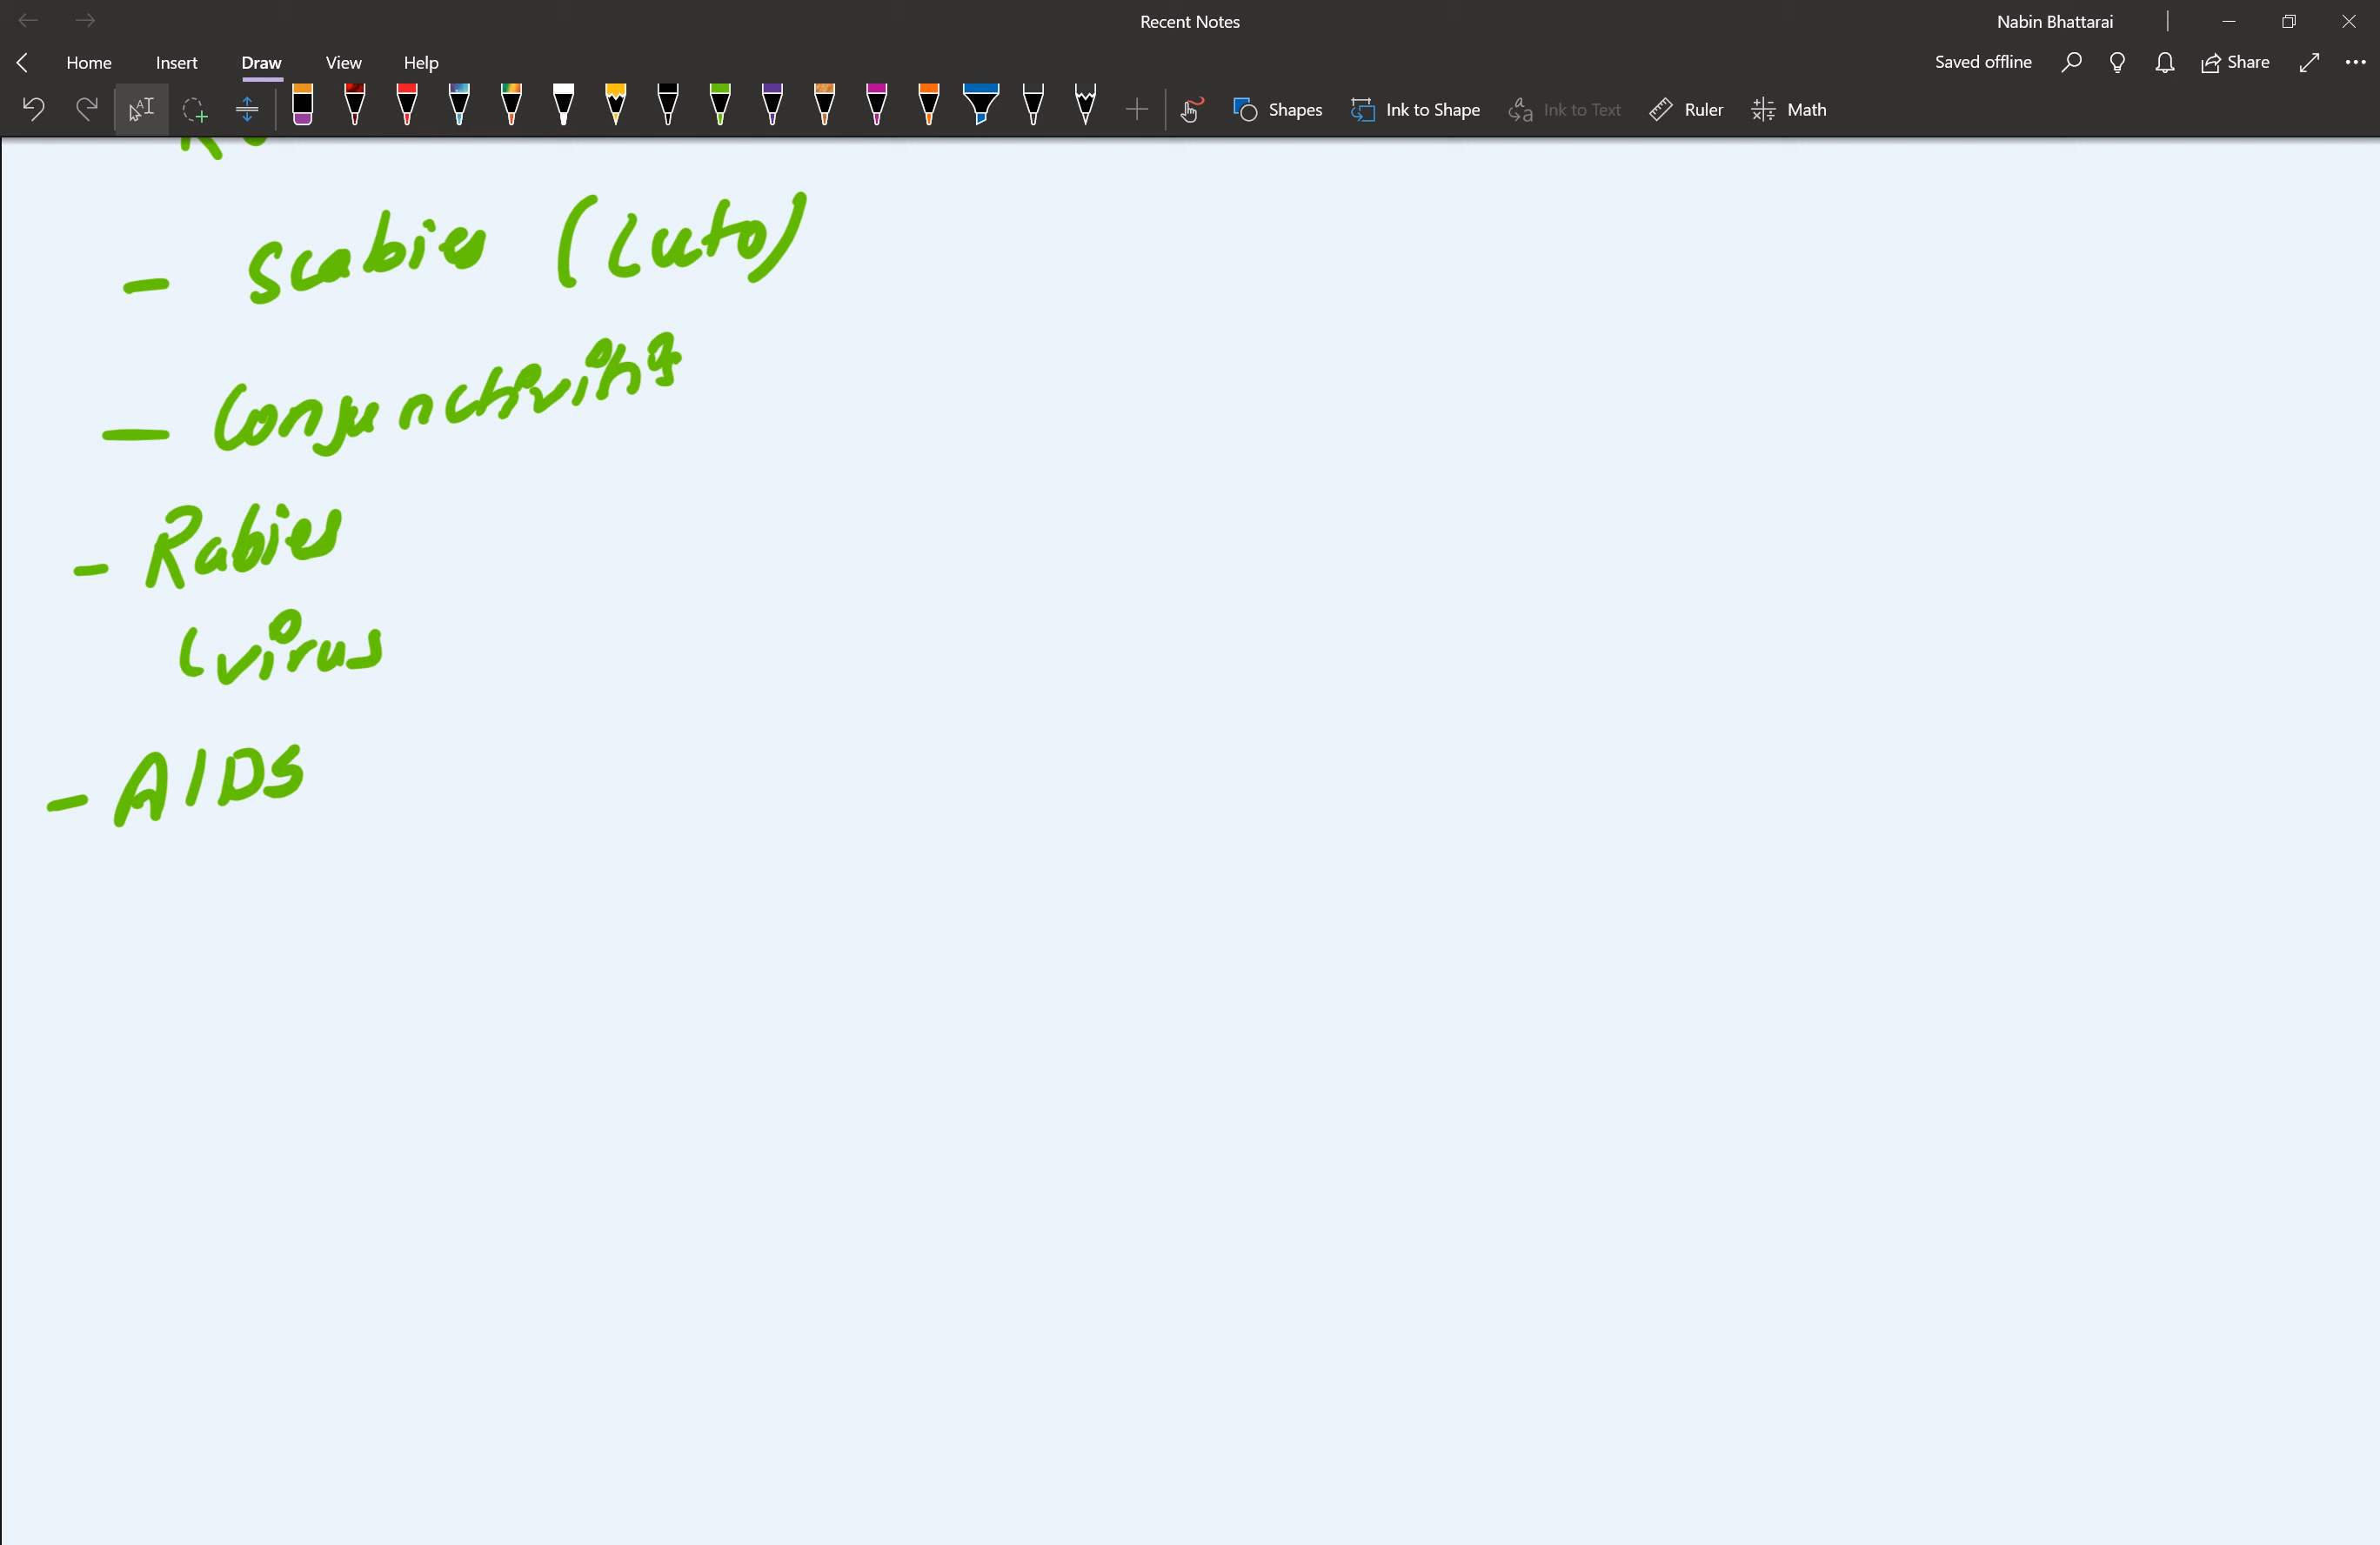 Recent Notes
Nabin Bhattarai
Home Insert Draw View Help
Saved offline
Share
Shapes
Ink to Shape
Ink to Text
Ruler
Math
- Scabies (Luto)
- Conjunctivitis
- Rabies
virus
- AIDS